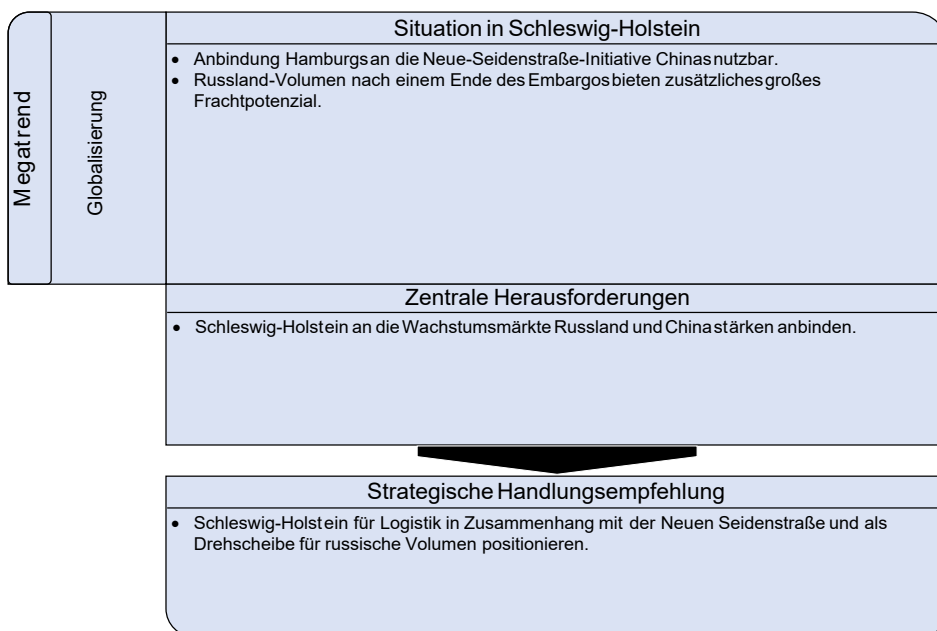 Megatrend
Globalisierung
Situation in Schleswig-Holstein
• Anbindung Hamburgs an die Neue-Seidenstraße-Initiative Chinas nutzbar.
• Russland-Volumen nach einem Ende des Embargos bieten zusätzliches großes
Frachtpotenzial.
Zentrale Herausforderungen
• Schleswig-Holstein an die Wachstumsmärkte Russland und China stärken anbinden.
Strategische Handlungsempfehlung
• Schleswig-Holstein für Logistik in Zusammenhang mit der Neuen Seidenstraße und als
Drehscheibe für russische Volumen positionieren.